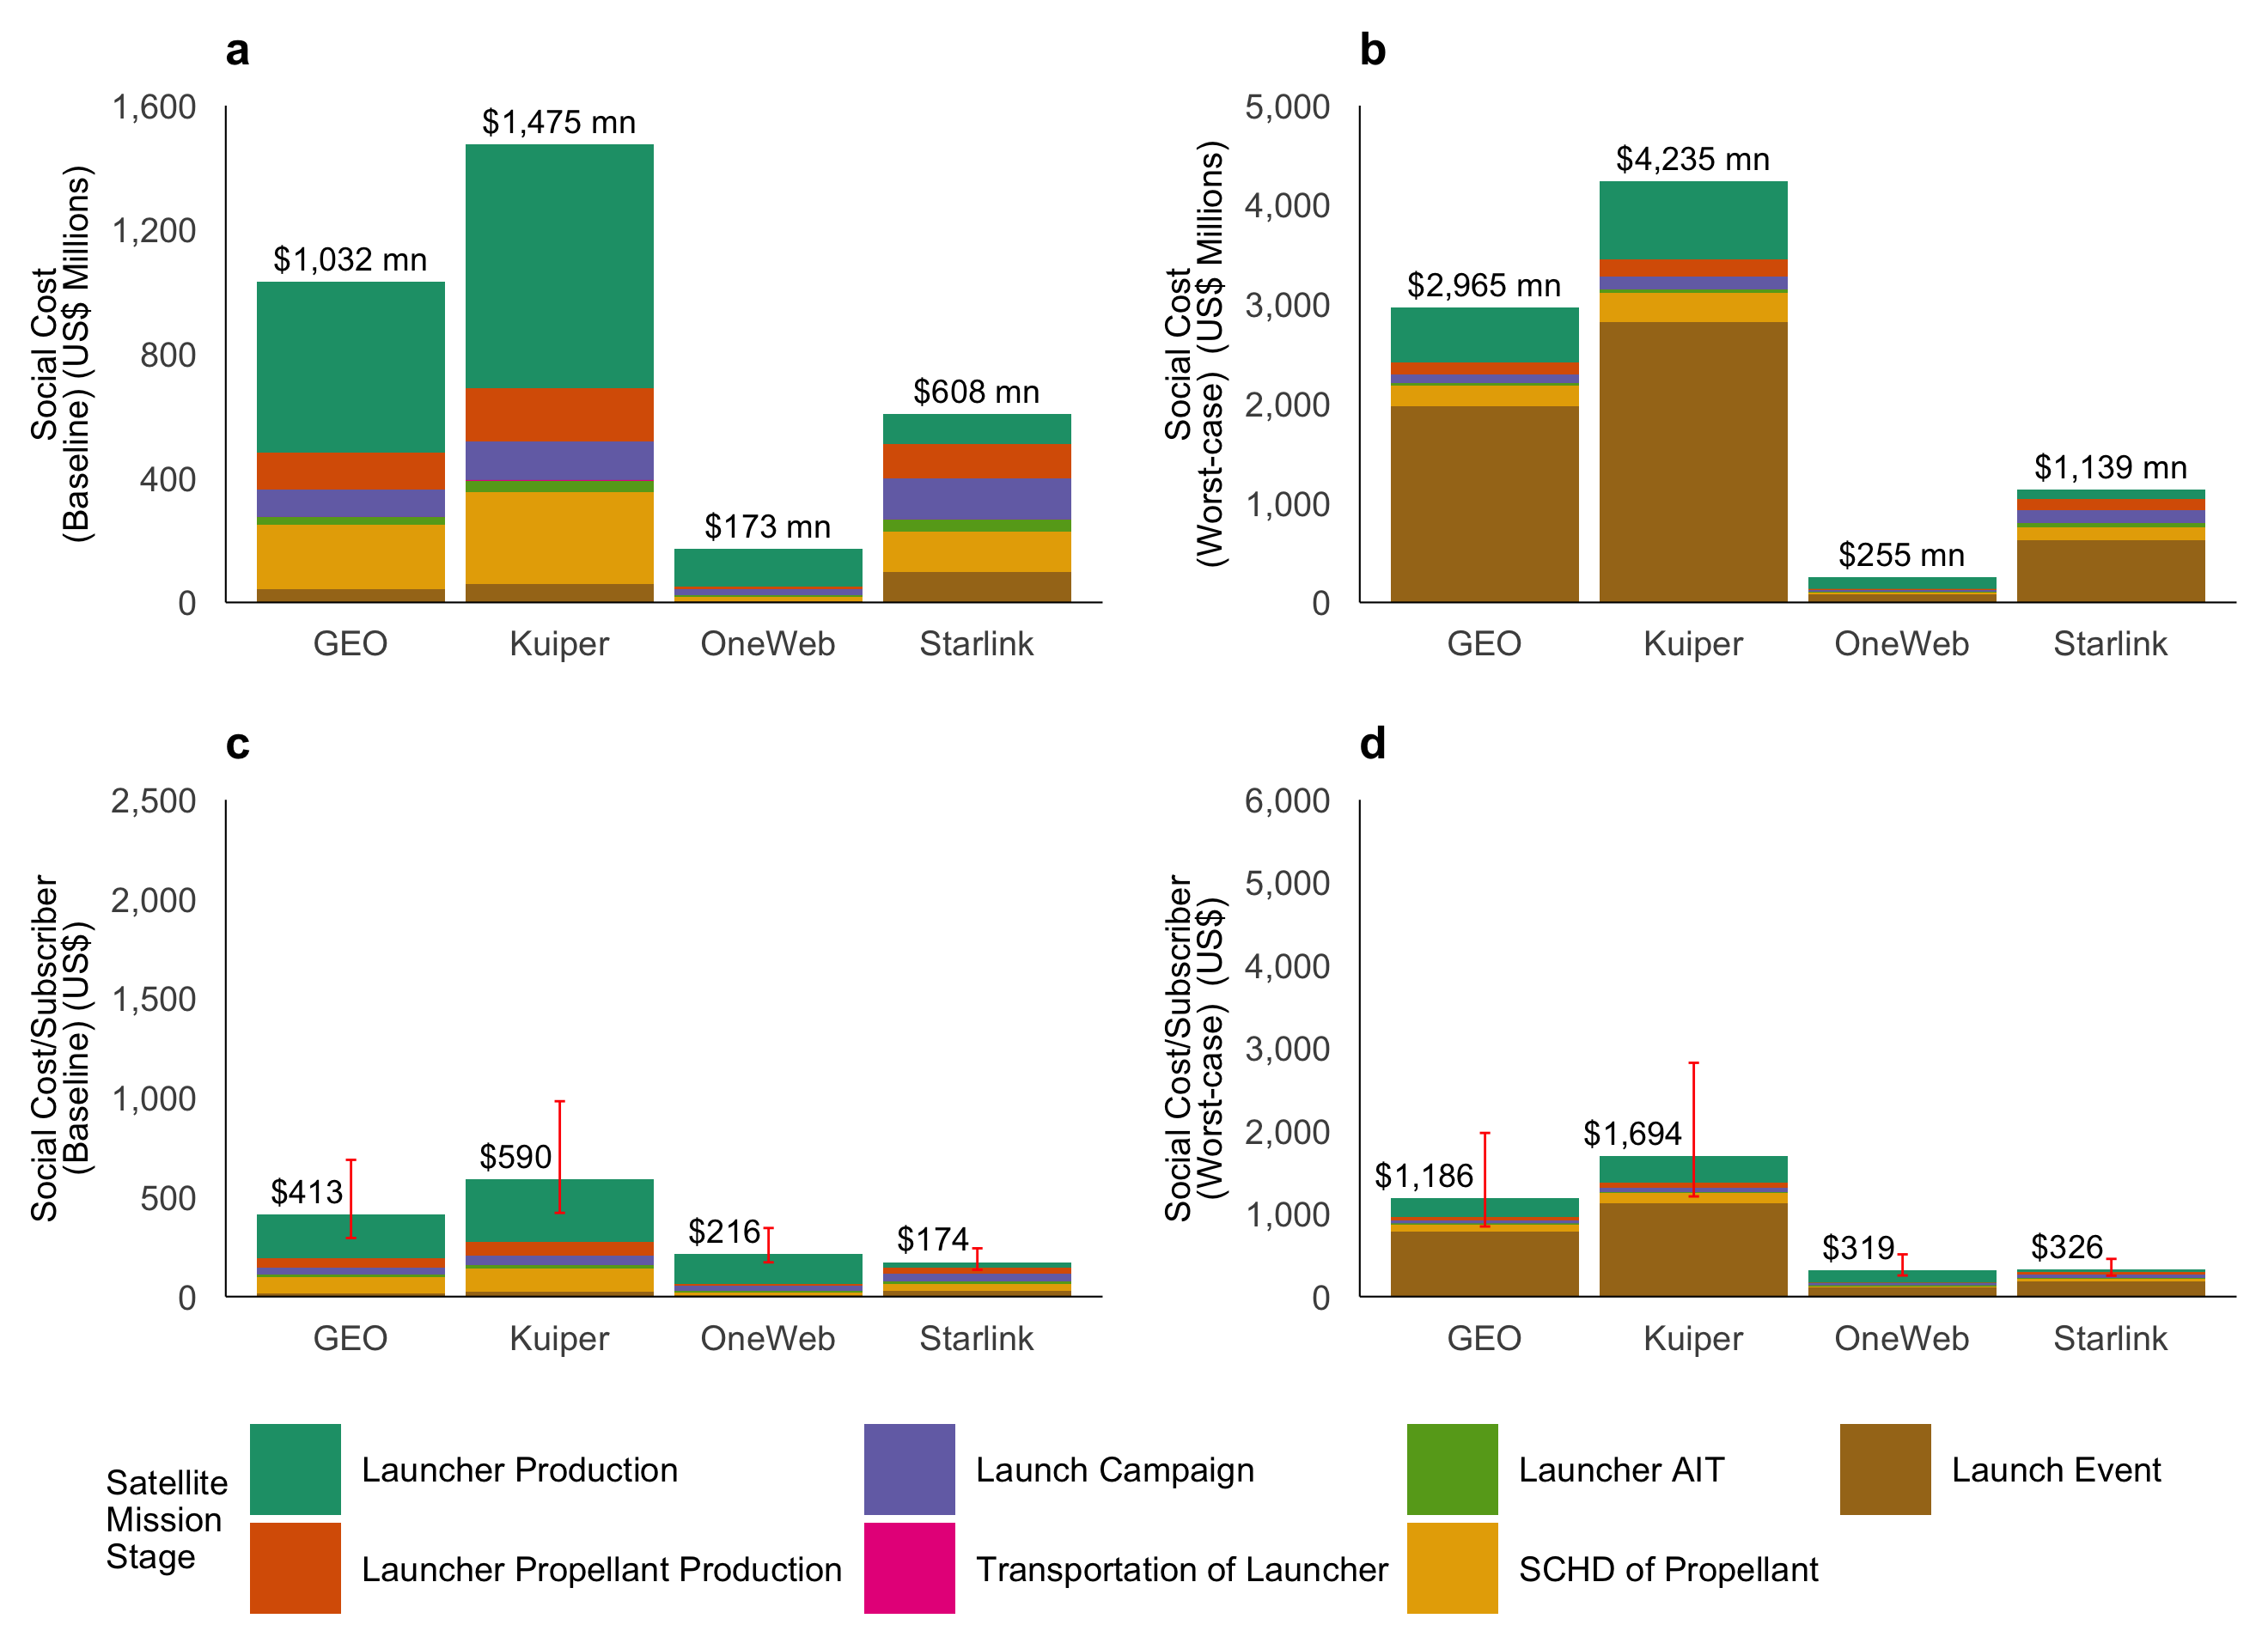 a
Social Cost
(Baseline) (US$ Millions)
1,600
1,200
800
400
0
$1,032 mn
$1,475 mn
$173 mn
$608 mn
GEO
Kuiper
OneWeb
Starlink
b
Social Cost
(Worst-case) (US$ Millions)
5,000
4,000
3,000
2,000
1,000
0
$2,965 mn
$4,235 mn
$255 mn
$1,139 mn
GEO
Kuiper
OneWeb
Starlink
c
Social Cost/Subscriber
(Baseline) (US$)
2,500
2,000
1,500
1,000
500
0
$413
$590
$216
$174
GEO
Kuiper
OneWeb
Starlink
d
Social Cost/Subscriber
(Worst-case) (US$)
6,000
5,000
4,000
3,000
2,000
1,000
0
$1,186
$1,694
$319
$326
GEO
Kuiper
OneWeb
Starlink
Satellite
Mission
Stage
Launcher Production
Launcher Propellant Production
Launch Campaign
Transportation of Launcher
Launcher AIT
SCHD of Propellant
Launch Event